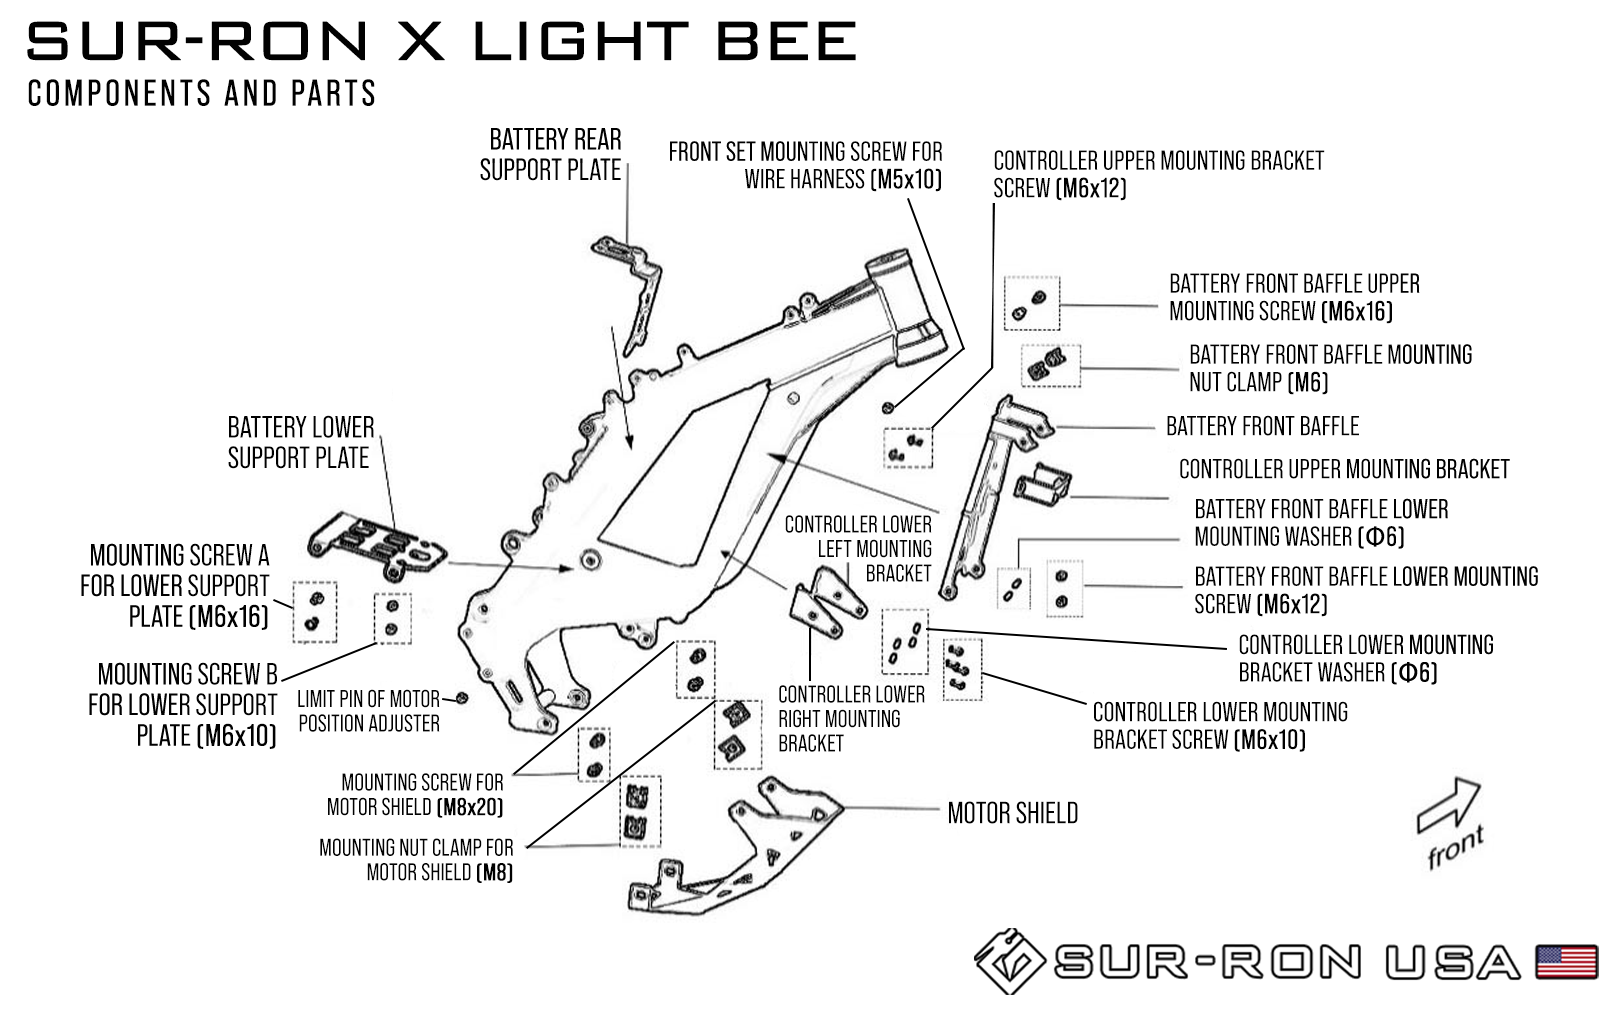 SUR-RON X LIGHT BEE
COMPONENTS AND PARTS
BATTERY REAR
SUPPORT PLATE
FRONT SET MOUNTING SCREW FOR
WIRE HARNESS (M5x10)
CONTROLLER UPPER MOUNTING BRACKET
SCREW (M6x12)
BATTERY FRONT BAFFLE UPPER
MOUNTING SCREW (M6x16)
BATTERY FRONT BAFFLE MOUNTING
NUT CLAMP (M6)
BATTERY FRONT BAFFLE
CONTROLLER UPPER MOUNTING BRACKET
BATTERY FRONT BAFFLE LOWER
MOUNTING WASHER (Φ6)
BATTERY FRONT BAFFLE LOWER MOUNTING
SCREW (M6x12)
CONTROLLER LOWER MOUNTING
BRACKET WASHER (Φ6)
CONTROLLER LOWER MOUNTING
BRACKET SCREW (M6x10)
BATTERY LOWER
SUPPORT PLATE
CONTROLLER LOWER
LEFT MOUNTING
BRACKET
MOUNTING SCREW A
FOR LOWER SUPPORT
PLATE (M6x16)
MOUNTING SCREW B
FOR LOWER SUPPORT
PLATE (M6x10)
LIMIT PIN OF MOTOR
POSITION ADJUSTER
CONTROLLER LOWER
RIGHT MOUNTING
BRACKET
MOUNTING SCREW FOR
MOTOR SHIELD (M8x20)
MOUNTING NUT CLAMP FOR
MOTOR SHIELD (M8)
MOTOR SHIELD
front
SUR-RON USA